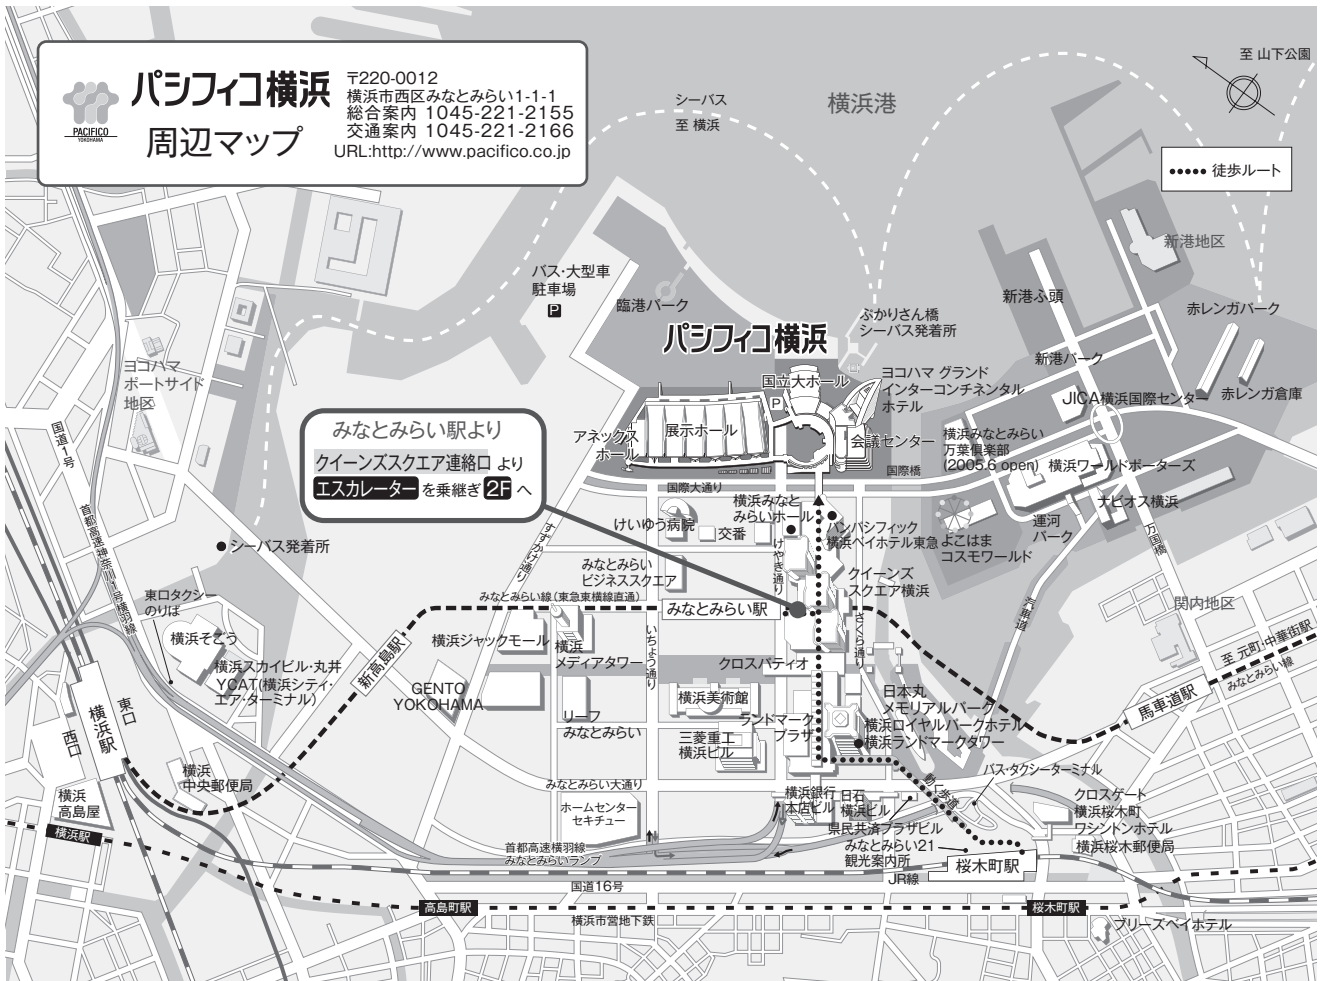 パシフィコ横浜
周辺マップ
PACIFICO
YOKOHAMA
〒220-0012
横浜市西区みなとみらい1-1-1
総合案内 1045-221-2155
交通案内 1045-221-2166
URL:http://www.pacifico.co.jp
シーバス
至 横浜
横浜港
至 山下公園
徒歩ルート
新港地区
バス・大型車
駐車場
P
臨港パーク
パシフィコ横浜
ぷかりさん橋
シーバス発着所
新港ふ頭
赤レンガパーク
新港パーク
ヨコハマ
ポートサイド
地区
国立大ホール
P
ヨコハマ グランド
インターコンチネンタル
ホテル
JICA横浜国際センター
赤レンガ倉庫
国道1号
みなとみらい駅より
クイーンズスクエア連絡口 より
エスカレーター を乗継ぎ 2F へ
アネックス
ホール
展示ホール
会議センター
国際橋
横浜みなとみらい
万葉倶楽部
(2005.6 open)
横浜ワールドポーターズ
ナビオス横浜
国際大通り
横浜みなと
みらいホール
けいゆう病院
交番
パンパシフィック
横浜ベイホテル東急
よこはま
コスモワールド
運河
パーク
万国橋
首都高速神奈川1号横羽線
シーバス発着所
すずかけ通り
けやき通り
みなとみらい
ビジネススクエア
クイーンズ
スクエア横浜
汽車道
関内地区
東口タクシー
のりば
みなとみらい線(東急東横線直通)
みなとみらい駅
さくら通り
いちょう通り
横浜そごう
横浜スカイビル・丸井
YCAT(横浜シティ・
エア・ターミナル)
新高島駅
横浜ジャックモール
横浜
メディアタワー
クロスパティオ
至 元町・中華街駅
みなとみらい線
馬車道駅
GENTO
YOKOHAMA
リーフ
みなとみらい
横浜美術館
ランドマーク
プラザ
日本丸
メモリアルパーク
横浜ロイヤルパークホテル
横浜ランドマークタワー
東口
横浜駅
西口
三菱重工
横浜ビル
横浜
中央郵便局
みなとみらい大通り
動く歩道
バス・タクシーターミナル
横浜
高島屋
横浜駅
ホームセンター
セキチュー
横浜銀行
本店ビル
日石
横浜ビル
県民共済プラザビル
みなとみらい21
観光案内所
クロスゲート
横浜桜木町
ワシントンホテル
横浜桜木郵便局
首都高速横羽線
みなとみらいランプ
桜木町駅
JR線
国道16号
高島町駅
横浜市営地下鉄
桜木町駅
ブリーズベイホテル